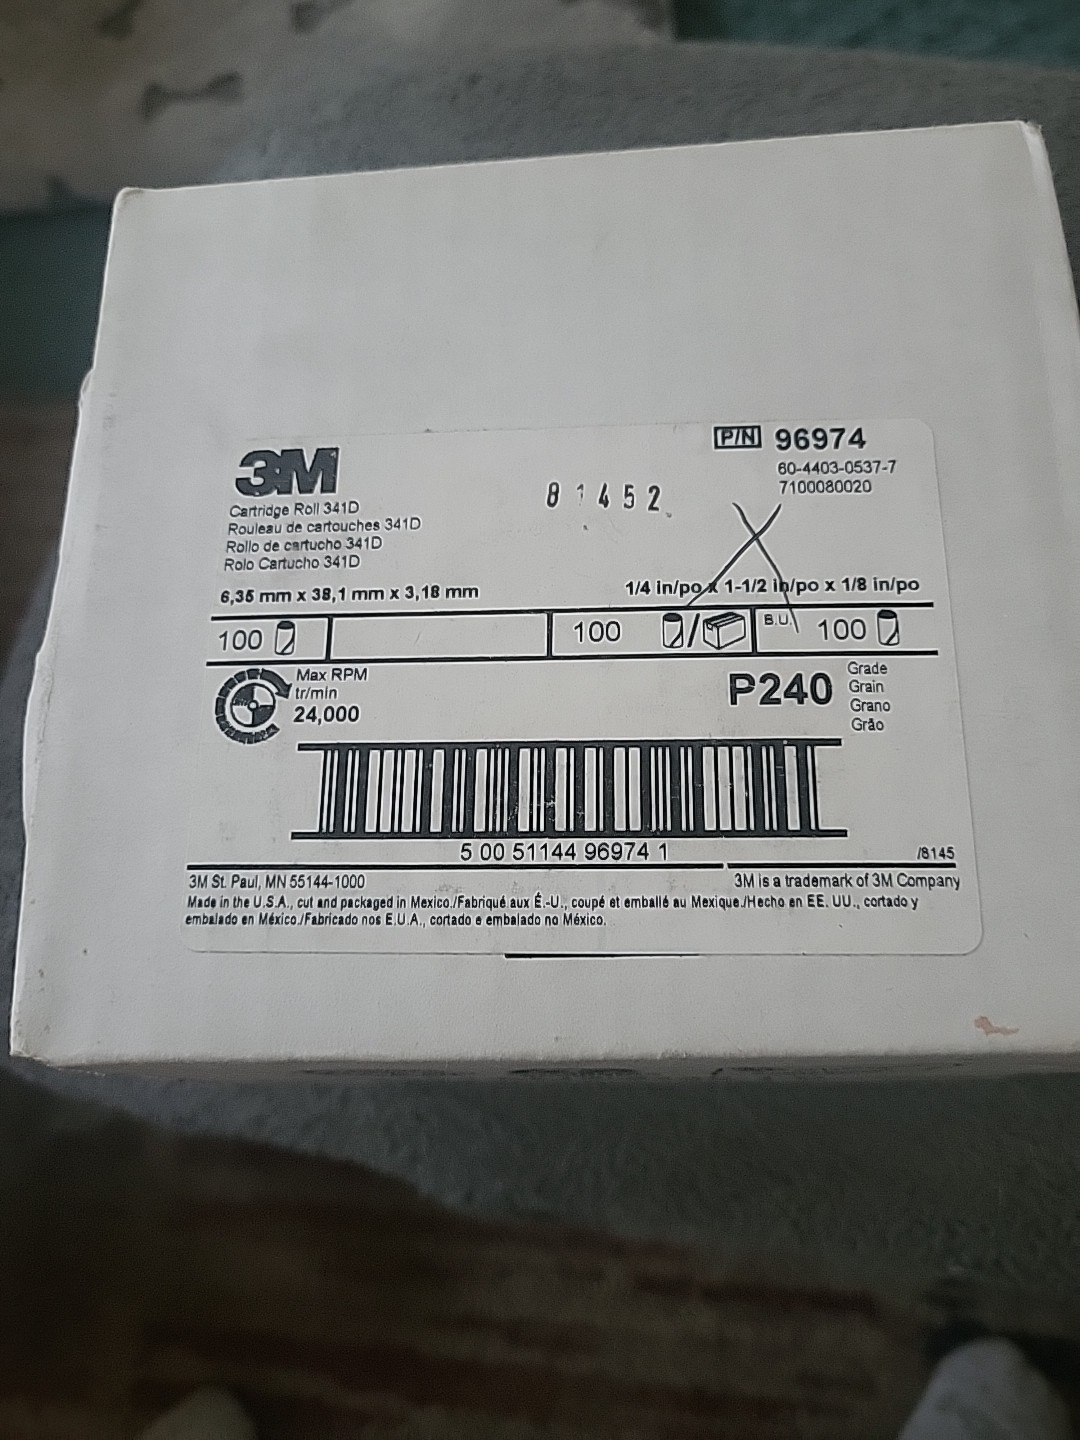 3M
P/N 96974
60-4403-0537-7
7100080020
8 1 4 5 2
Cartridge Roll 341D
Rouleau de cartouches 341D
Rollo de cartucho 341D
Rolo Cartucho 341D
6,35 mm x 38,1 mm x 3,18 mm
1/4 in/po x 1-1/2 in/po x 1/8 in/po
100
100 /
B.U. 100
Max RPM
tr/min
24,000
P240
Grade
Grain
Grano
Grão
5 00 51144 96974 1
/8145
3M St. Paul, MN 55144-1000
3M is a trademark of 3M Company
Made in the U.S.A., cut and packaged in Mexico./Fabriqué aux É.-U., coupé et emballé au Mexique./Hecho en EE. UU., cortado y
embalado en México./Fabricado nos E.U.A., cortado e embalado no México.